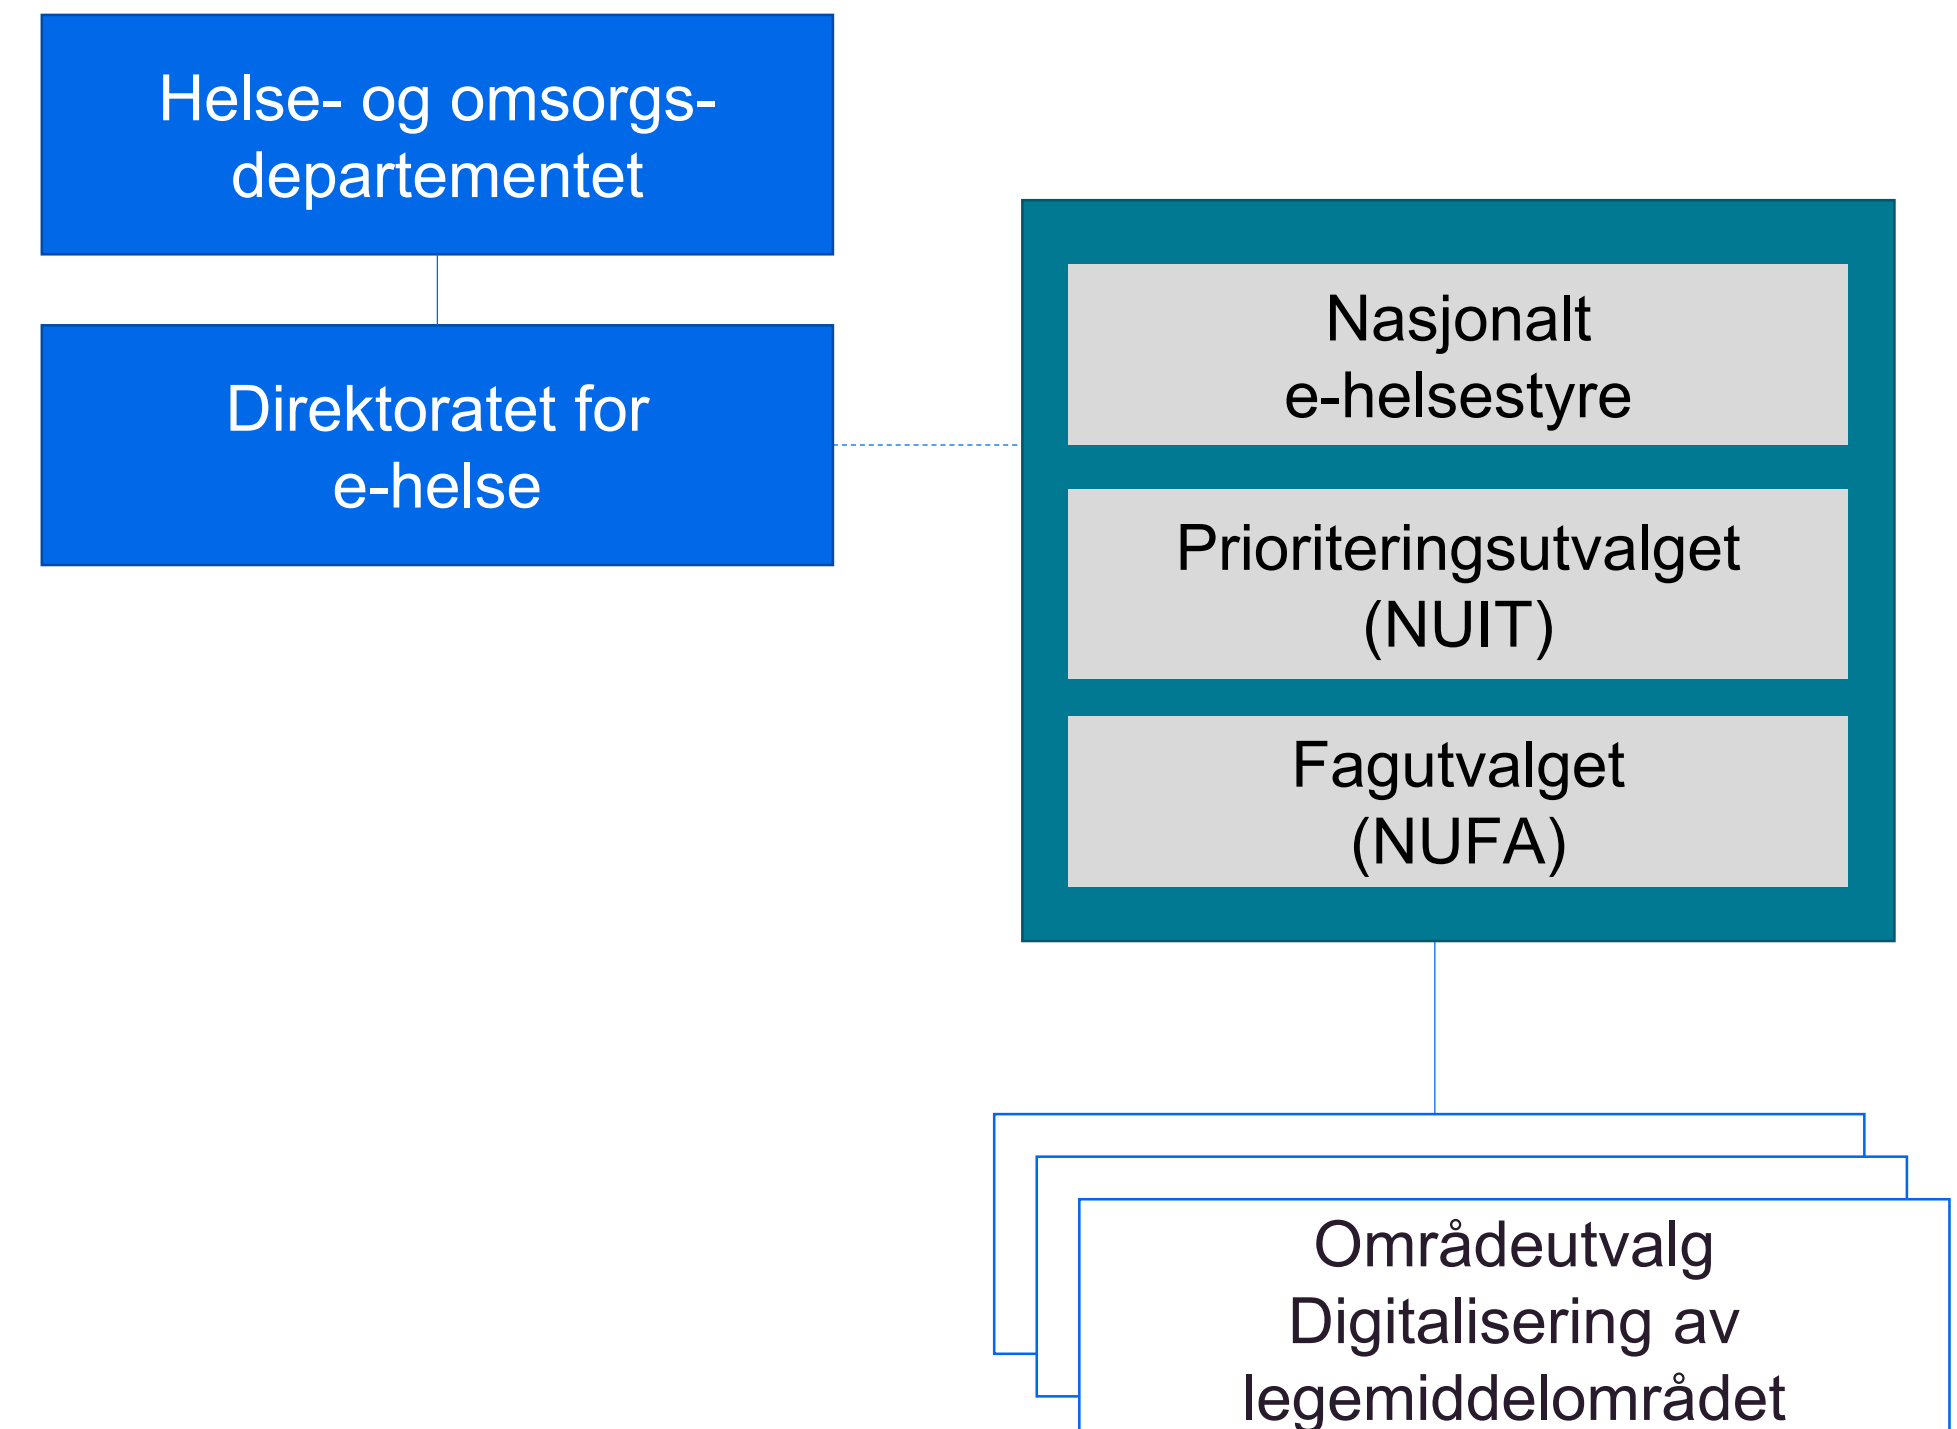 Helse- og omsorgs-
departementet
Direktoratet for
e-helse
Nasjonalt
e-helsestyre
Prioriteringsutvalget
(NUIT)
Fagutvalget
(NUFA)
Områdeutvalg
Digitalisering av
legemiddelområdet